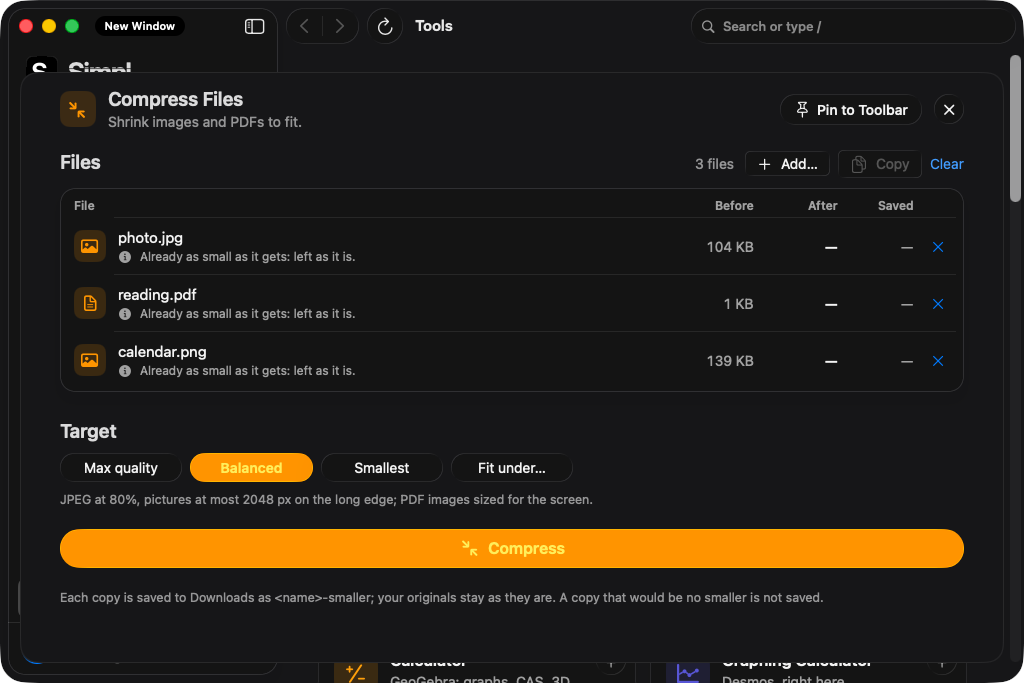 New Window
Tools
Search or type /
Simpl
Compress Files
Shrink images and PDFs to fit.
Pin to Toolbar
Files
3 files
Add...
Copy
Clear
File Before After Saved
photo.jpg
Already as small as it gets: left as it is.
104 KB — —
reading.pdf
Already as small as it gets: left as it is.
1 KB — —
calendar.png
Already as small as it gets: left as it is.
139 KB — —
Target
Max quality
Balanced
Smallest
Fit under...
JPEG at 80%, pictures at most 2048 px on the long edge; PDF images sized for the screen.
Compress
Each copy is saved to Downloads as <name>-smaller; your originals stay as they are. A copy that would be no smaller is not saved.
Calculator
GeoGebra: graphs, CAS, 3D
Graphing Calculator
Desmos, right here